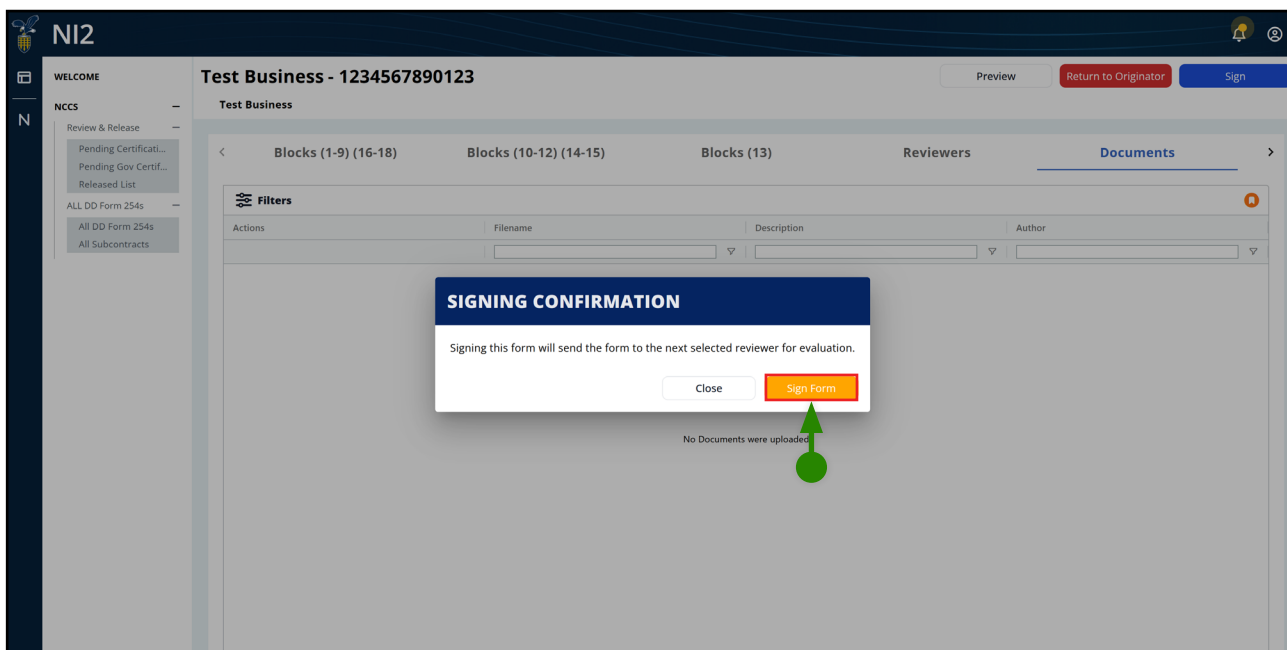 NI2
WELCOME
NCCS
Review & Release
Pending Certificati...
Pending Gov Certif...
Released List
ALL DD Form 254s
All DD Form 254s
All Subcontracts
N
Test Business - 1234567890123
Test Business
Preview
Return to Originator
Sign
Blocks (1-9) (16-18)
Blocks (10-12) (14-15)
Blocks (13)
Reviewers
Documents
Filters
Actions
Filename
Description
Author
SIGNING CONFIRMATION
Signing this form will send the form to the next selected reviewer for evaluation.
Close
Sign Form
No Documents were uploaded